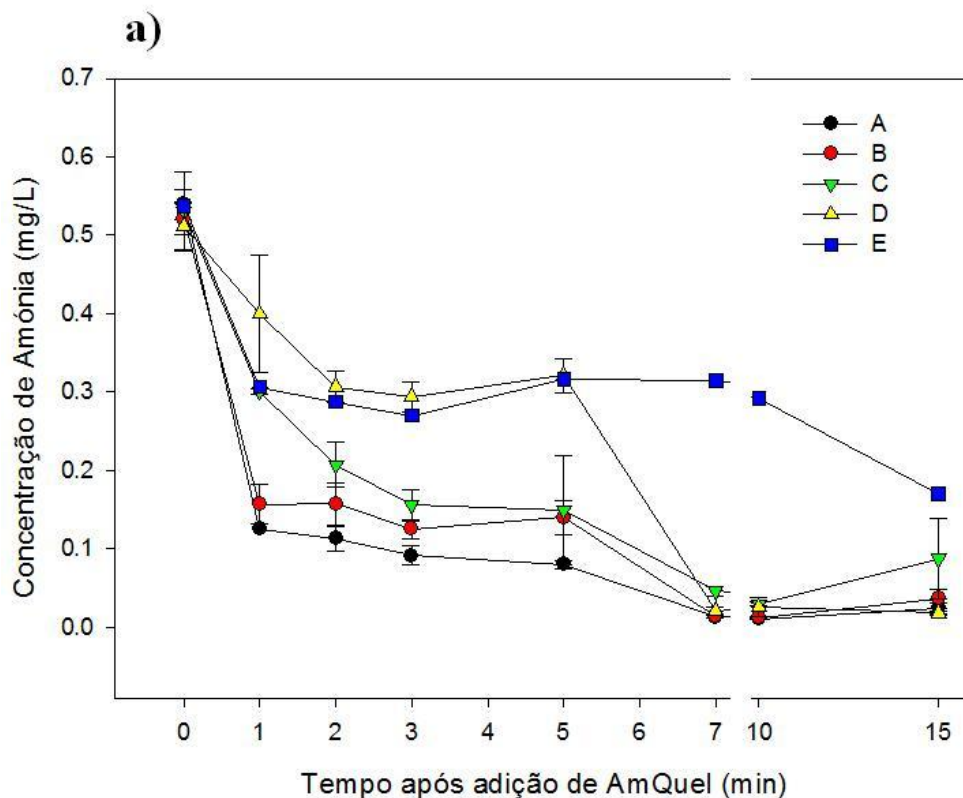 a)
0.7
0.6
0.5
0.4
0.3
0.2
0.1
0.0
Concentração de Amónia (mg/L)
A
B
C
D
E
0 1 2 3 4 5 6 7 10 15
Tempo após adição de AmQuel (min)